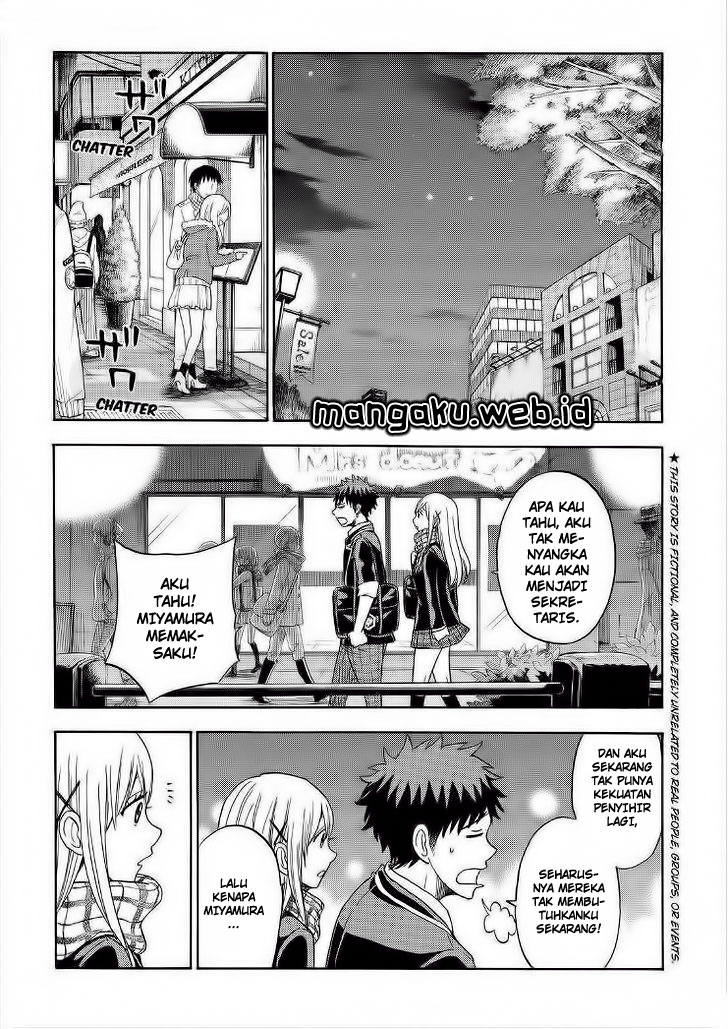 Sale!
mangaku.web.id
ザワ
CHATTER
ザワ
CHATTER
Mrs donut
APA KAU
TAHU, AKU
TAK ME-
NYANGKA
KAU AKAN
MENJADI
SEKRE-
TARIS.
AKU
TAHU!
MIYAMURA
MEMAK-
SAKU!
★THIS STORY IS FICTIONAL, AND COMPLETELY UNRELATED TO REAL PEOPLE, GROUPS, OR EVENTS.
DAN AKU
SEKARANG
TAK PUNYA
KEKUATAN
PENYIHIR
LAGI,
SEHARUS-
NYA MEREKA
TAK MEMBU-
TUHKANKU
SEKARANG!
LALU
KENAPA
MIYAMURA
...